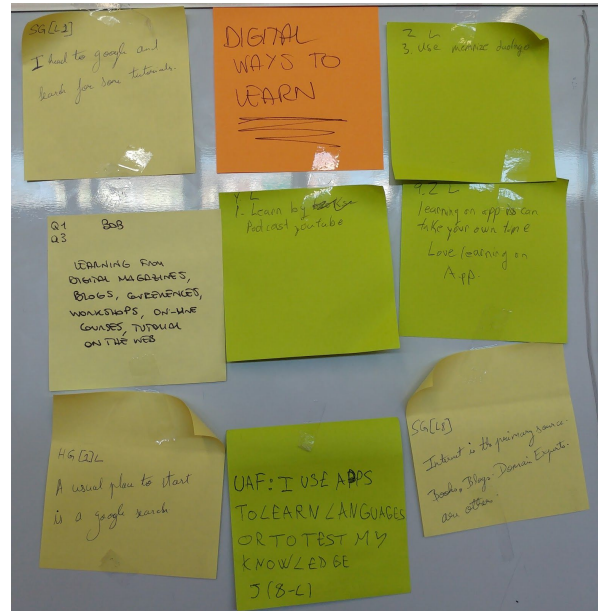 SG[L1]
I had to google and
search for some tutorials.
DIGITAL
WAYS TO
LEARN
2 L
3. Use
Q1 BOB
Q3
LEARNING FROM
DIGITAL MAGAZINES,
BLOGS, CONFERENCES,
WORKSHOPS, ON-LINE
COURSES, TUTORIAL
ON THE WEB
Y L
1- Learn by
Podcast youtube
9.2 L
learning on app is can
take your own time
Love learning on
App.
HG[2]L
A usual place to start
is a google search
UAF: I USE APPS
TO LEARN LANGUAGES
OR TO TEST MY
KNOWLEDGE
J(8-L)
SG[L8]
Internet is the primary source.
Books, Blogs, Domain Experts.
are other.